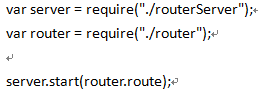 var server = require("./routerServer");
var router = require("./router");

server.start(router.route);